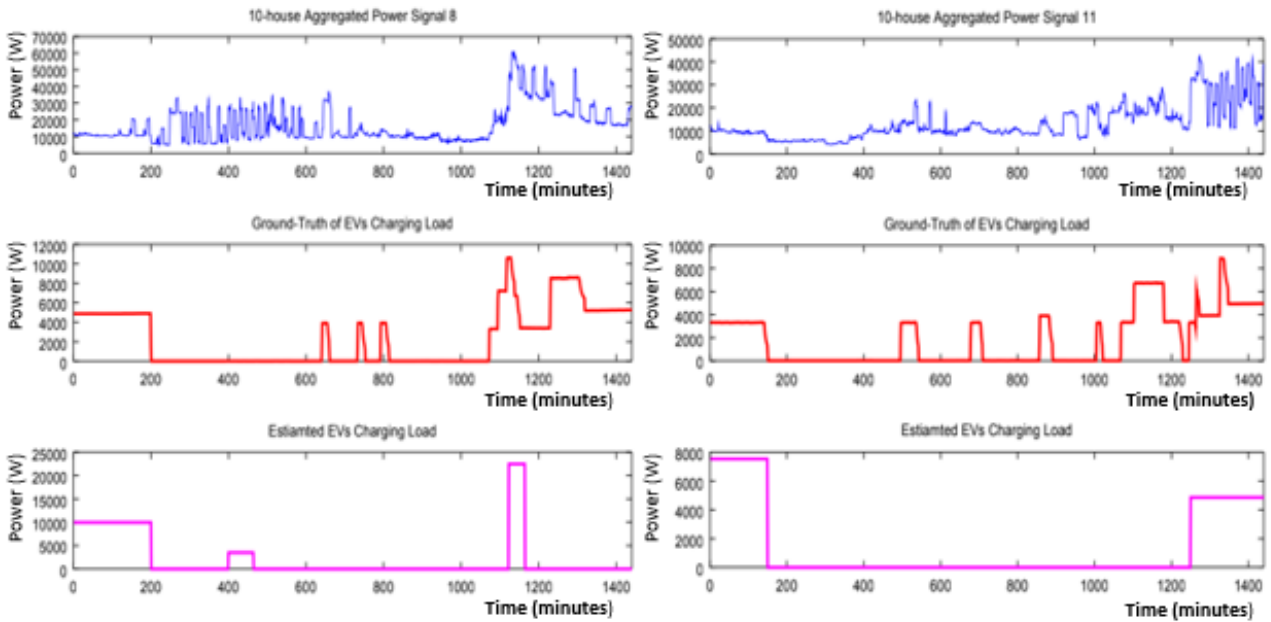 10-house Aggregated Power Signal 8
Power (W)
70000
60000
50000
40000
30000
20000
10000
0
0 200 400 600 800 1000 1200 1400
Time (minutes)
Ground-Truth of EVs Charging Load
Power (W)
12000
10000
8000
6000
4000
2000
0
0 200 400 600 800 1000 1200 1400
Time (minutes)
Estiamted EVs Charging Load
Power (W)
25000
20000
15000
10000
5000
0
0 200 400 600 800 1000 1200 1400
Time (minutes)
10-house Aggregated Power Signal 11
Power (W)
50000
40000
30000
20000
10000
0
0 200 400 600 800 1000 1200 1400
Time (minutes)
Ground-Truth of EVs Charging Load
Power (W)
10000
8000
6000
4000
2000
0
0 200 400 600 800 1000 1200 1400
Time (minutes)
Estiamted EVs Charging Load
Power (W)
8000
6000
4000
2000
0
0 200 400 600 800 1000 1200 1400
Time (minutes)